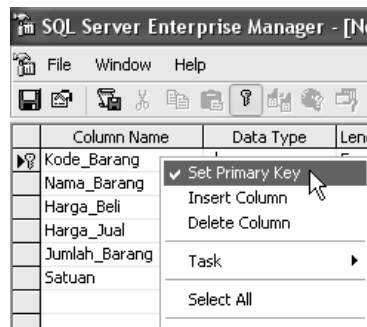 SQL Server Enterprise Manager - [N
File Window Help
Column Name Data Type Len
Kode_Barang
Nama_Barang
Harga_Beli
Harga_Jual
Jumlah_Barang
Satuan
Set Primary Key
Insert Column
Delete Column
Task
Select All